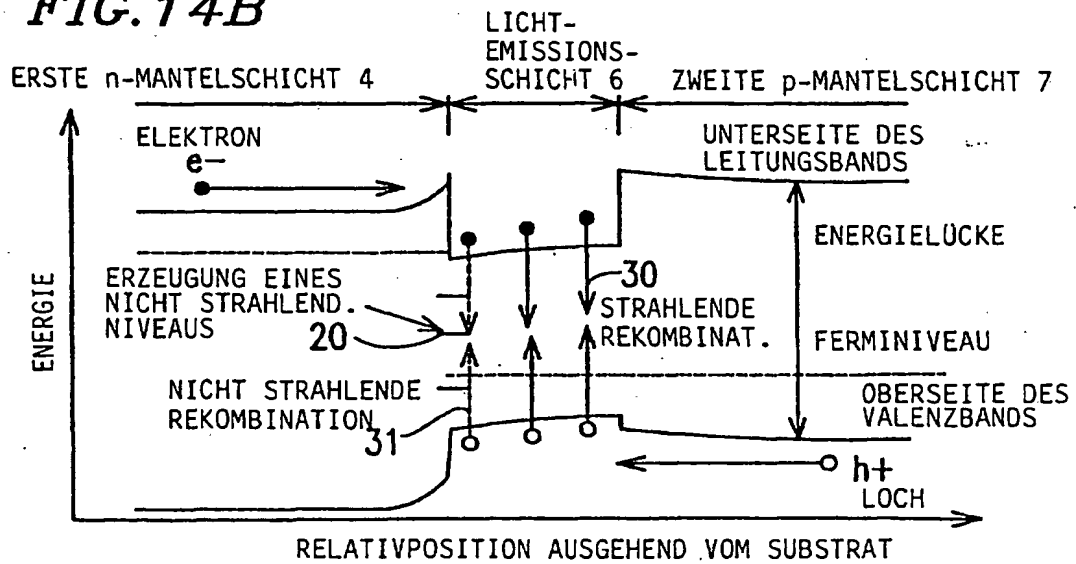 FIG. 14B
LICHT-
EMISSIONS-
SCHICHT 6
ERSTE n-MANTELSCHICHT 4
ZWEITE p-MANTELSCHICHT 7
ELEKTRON
e-
UNTERSEITE DES
LEITUNGSBANDS
ENERGIELÜCKE
ERZEUGUNG EINES
NICHT STRAHLEND.
NIVEAUS
20
30
STRAHLENDE
REKOMBINAT.
FERMINIVEAU
NICHT STRAHLENDE
REKOMBINATION
31
OBERSEITE DES
VALENZBANDS
h+
LOCH
ENERGIE
RELATIVPOSITION AUSGEHEND VOM SUBSTRAT